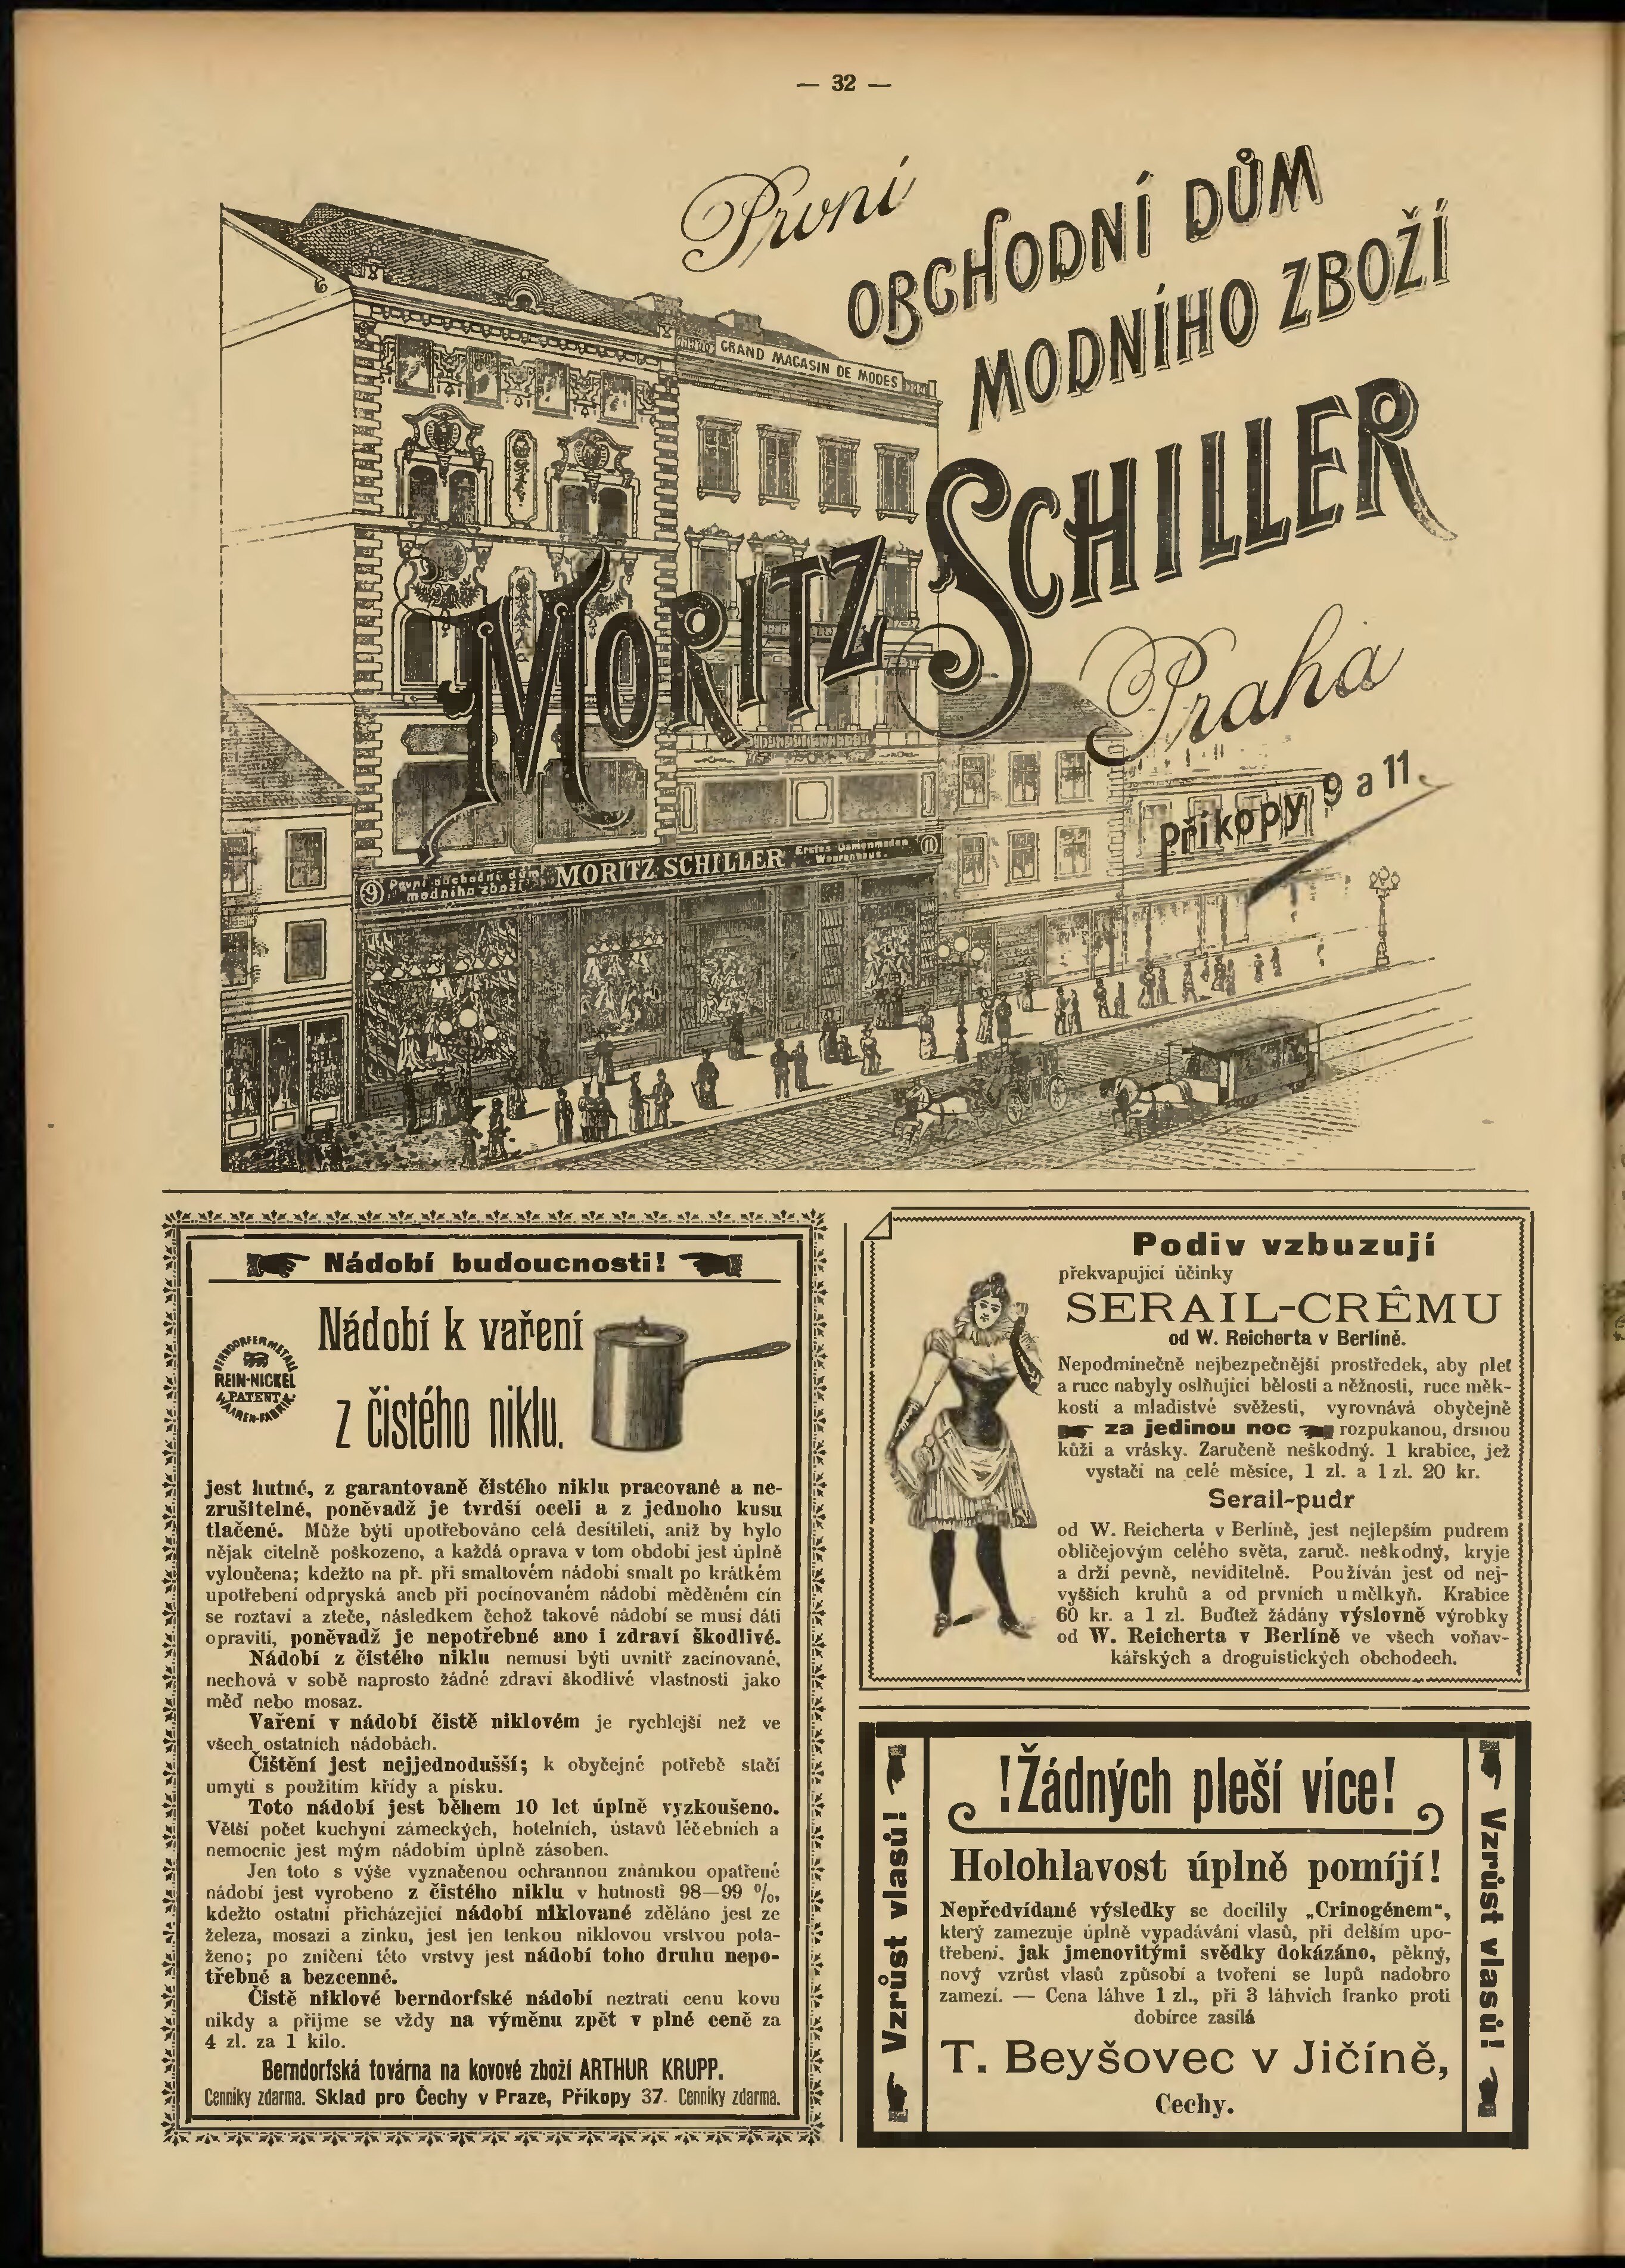 — 32 —
První
OBCHODNÍ DŮM
MODNÍHO ZBOŽÍ
GRAND MAGASIN DE MODES
MORITZ SCHILLER
Praha
Příkopy 9 a 11
9 První obchodní dům
modního zboží
MORITZ SCHILLER
Erstes Damenmoden
Waarenhaus.
11
Nádobí budoucnosti!
BERNDORFER METALL
REIN-NICKEL
PATENT
WAAREN-FABRIK
Nádobí k vaření
z čistého niklu.
jest hutné, z garantovaně čistého niklu pracované a ne-
zrušitelné, poněvadž je tvrdší oceli a z jednoho kusu
tlačené. Může býti upotřebováno celá desítiletí, aniž by bylo
nějak citelně poškozeno, a každá oprava v tom období jest úplně
vyloučena; kdežto na př. při smaltovém nádobí smalt po krátkém
upotřebení odpryská aneb při pocínovaném nádobí měděném cín
se roztaví a zteče, následkem čehož takové nádobí se musí dáti
opraviti, poněvadž je nepotřebné ano i zdraví škodlivé.
Nádobí z čistého niklu nemusí býti uvnitř zacínované,
nechová v sobě naprosto žádné zdraví škodlivé vlastnosti jako
měď nebo mosaz.
Vaření v nádobí čistě niklovém je rychlejší než ve
všech ostatních nádobách.
Čištění jest nejjednodušší; k obyčejné potřebě stačí
umytí s použitím křídy a písku.
Toto nádobí jest během 10 let úplně vyzkoušeno.
Větší počet kuchyní zámeckých, hotelních, ústavů léčebních a
nemocnic jest mým nádobím úplně zásoben.
Jen toto s výše vyznačenou ochrannou známkou opatřené
nádobí jest vyrobeno z čistého niklu v hutnosti 98—99 %,
kdežto ostatní přicházející nádobí niklované zděláno jest ze
železa, mosazi a zinku, jest jen tenkou niklovou vrstvou pota-
ženo; po zničení této vrstvy jest nádobí toho druhu nepo-
třebné a bezcenné.
Čistě niklové berndorfské nádobí neztratí cenu kovu
nikdy a přijme se vždy na výměnu zpět v plné ceně za
4 zl. za 1 kilo.
Berndorfská továrna na kovové zboží ARTHUR KRUPP.
Cenníky zdarma. Sklad pro Čechy v Praze, Příkopy 37. Cenníky zdarma.
Podiv vzbuzují
překvapující účinky
SERAIL-CRÊMU
od W. Reicherta v Berlíně.
Nepodmínečně nejbezpečnější prostředek, aby pleť
a ruce nabyly oslňující bělosti a něžnosti, ruce měk-
kosti a mladistvé svěžesti, vyrovnává obyčejně
za jedinou noc rozpukanou, drsnou
kůži a vrásky. Zaručeně neškodný. 1 krabice, jež
vystačí na celé měsíce, 1 zl. a 1 zl. 20 kr.
Serail-pudr
od W. Reicherta v Berlíně, jest nejlepším pudrem
obličejovým celého světa, zaruč. neškodný, kryje
a drží pevně, neviditelně. Používán jest od nej-
vyšších kruhů a od prvních umělkyň. Krabice
60 kr. a 1 zl. Buďtež žádány výslovně výrobky
od W. Reicherta v Berlíně ve všech voňav-
kářských a droguistických obchodech.
Vzrůst vlasů!
!Žádných pleší více!
Holohlavost úplně pomíjí!
Nepředvídané výsledky se docílily „Crinogénem“,
který zamezuje úplně vypadávání vlasů, při delším upo-
třebení, jak jmenovitými svědky dokázáno, pěkný,
nový vzrůst vlasů způsobí a tvoření se lupů nadobro
zamezí. — Cena láhve 1 zl., při 3 láhvích franko proti
dobírce zasílá
T. Beyšovec v Jičíně,
Čechy.
Vzrůst vlasů!